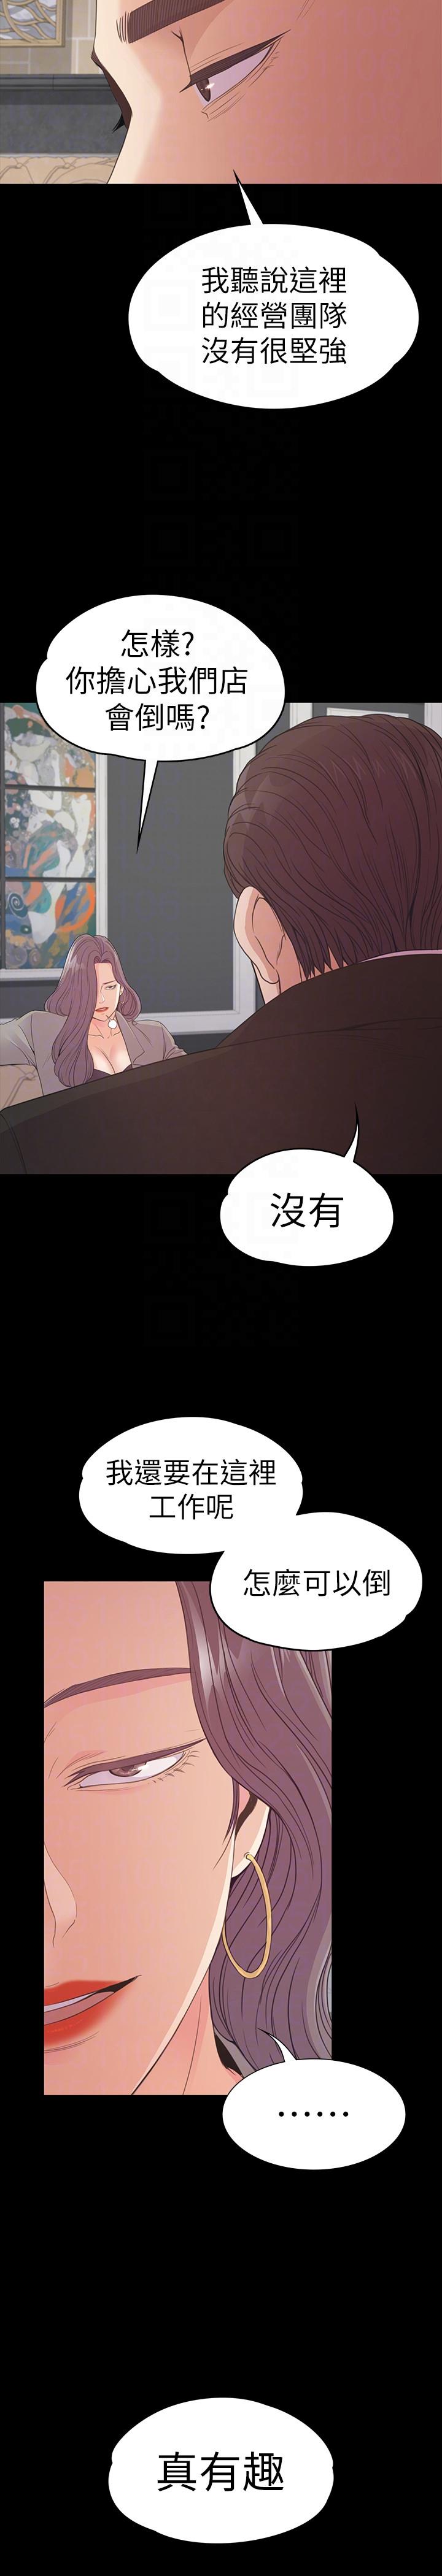 我聽說這裡
的經營團隊
沒有很堅強
怎樣?
你擔心我們店
會倒嗎?
沒有
我還要在這裡
工作呢
怎麼可以倒
······
真有趣